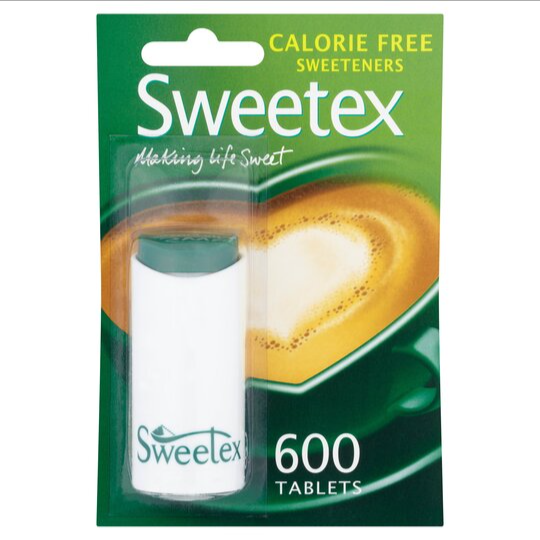 CALORIE FREE
SWEETENERS
Sweetex
Making Life Sweet
Sweetex
600
TABLETS